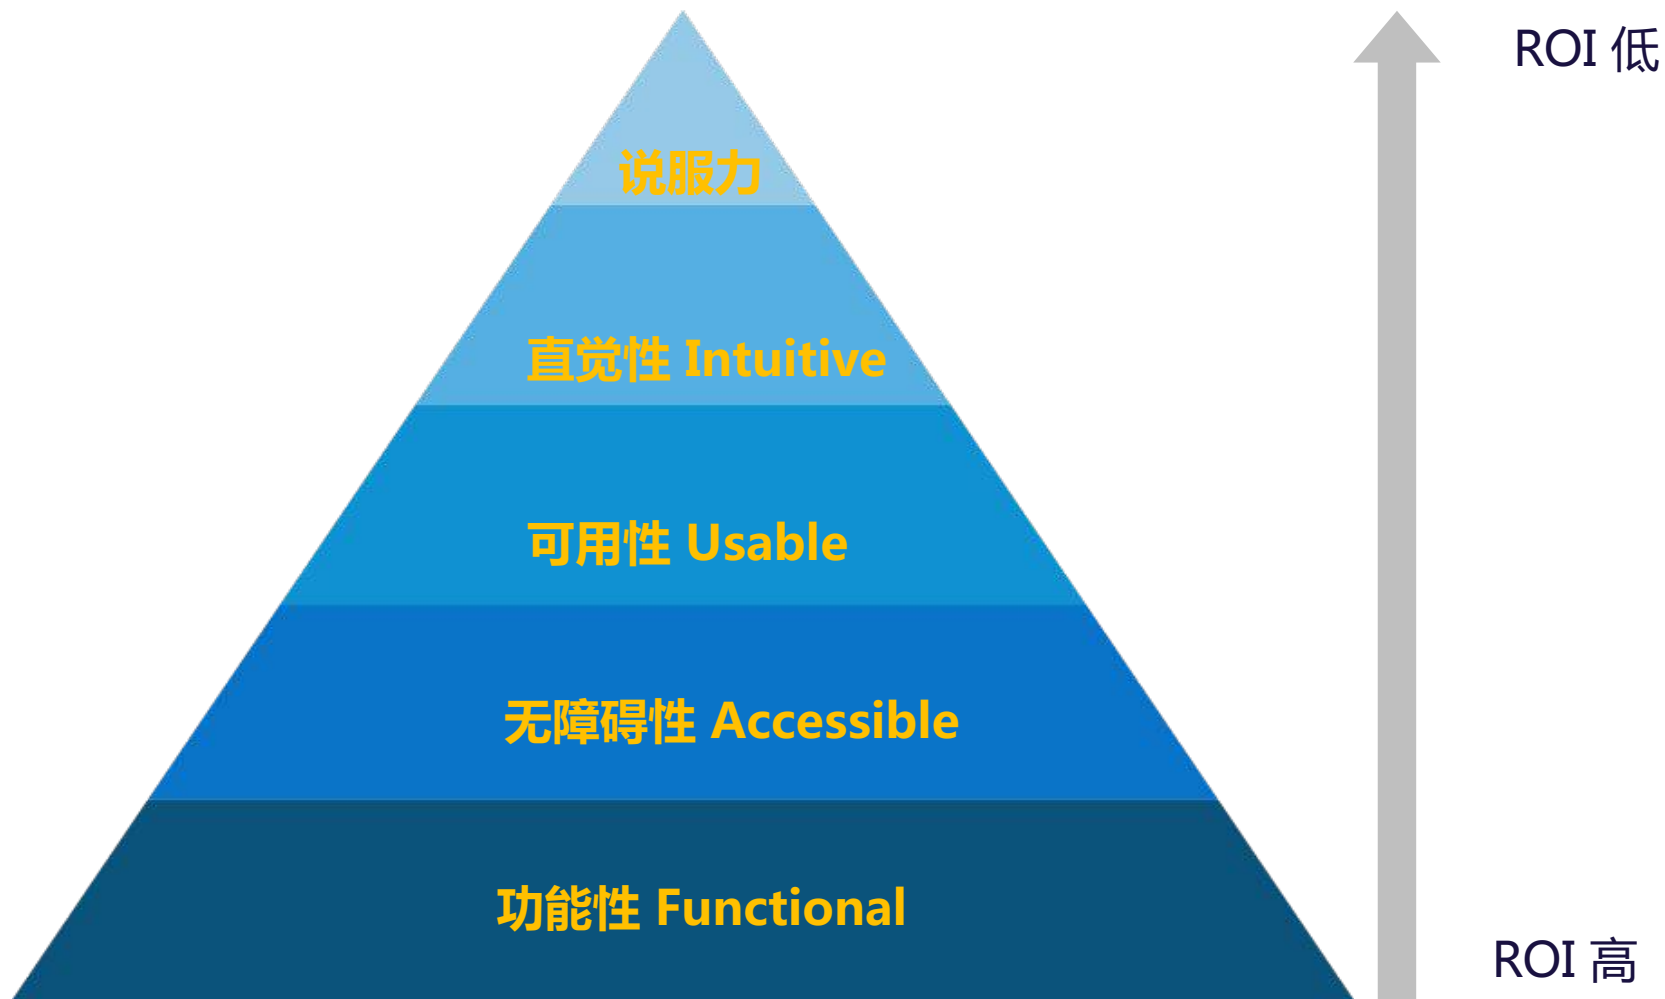 ROI 低
说服力
直觉性 Intuitive
可用性 Usable
无障碍性 Accessible
功能性 Functional
ROI 高